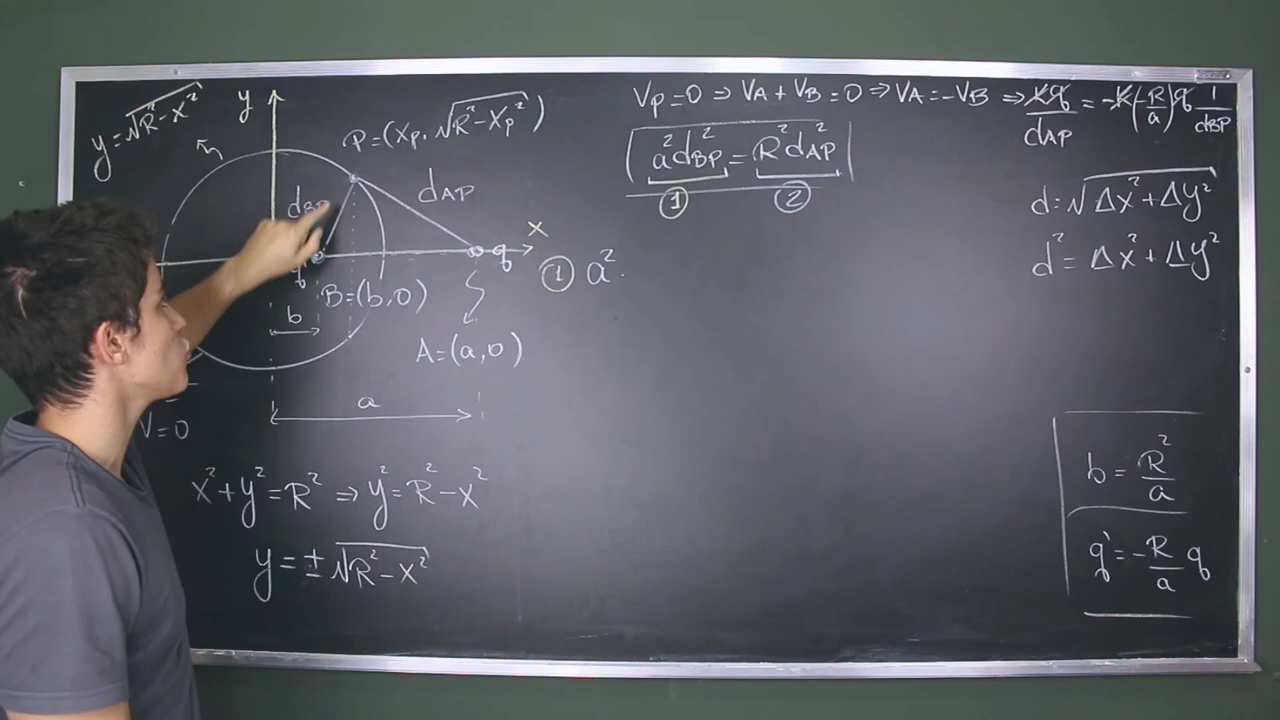 y=√R²-X²
y
P=(Xp, √R²-Xp²)
dAP
x
q
B=(b,0)
b
A=(a,0)
a
V=0
x²+y²=R² ⇒ y²=R²-x²
y=±√R²-x²
Vp=0 ⇒ VA+VB=0 ⇒ VA=-VB ⇒ Kq/dAP = -K(-R/a)q 1/dBP
a²dBP²=R²dAP²
① ②
① a².
d=√Δx²+Δy²
d²=Δx²+Δy²
b=R²/a
q'=-R/a q